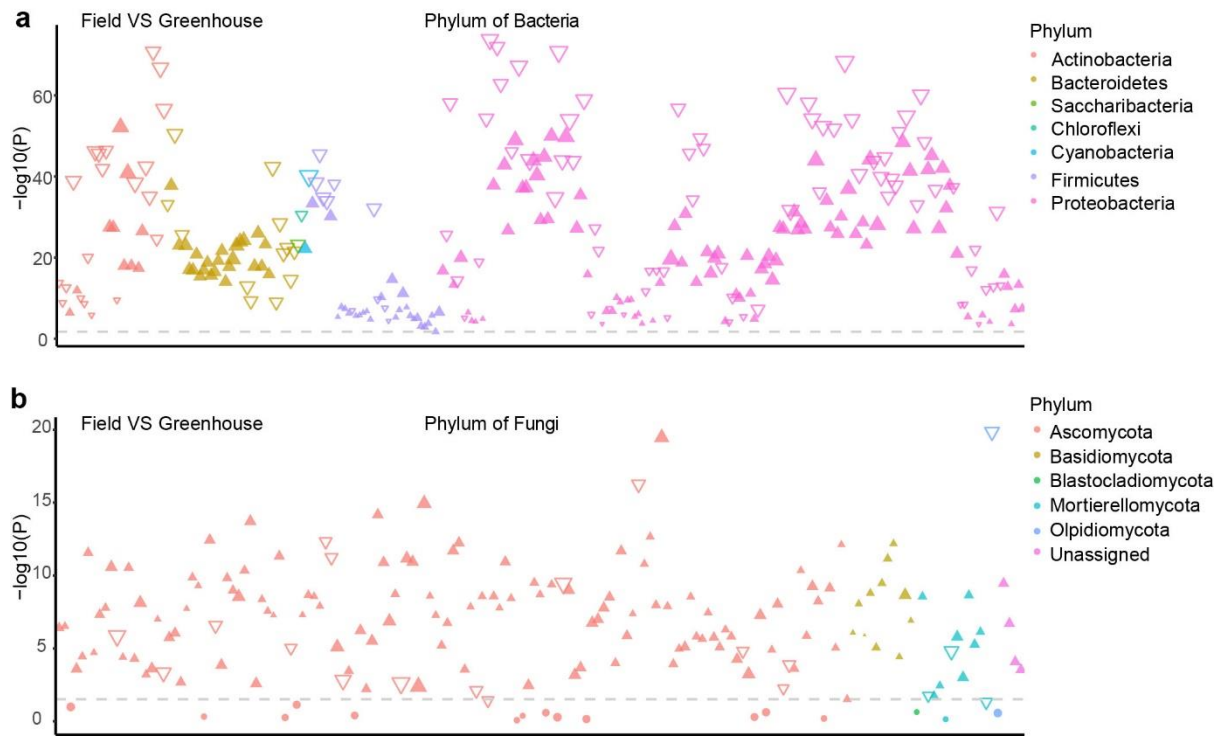 a
Field VS Greenhouse
Phylum of Bacteria
−log10(P)
60
40
20
0
Phylum
Actinobacteria
Bacteroidetes
Saccharibacteria
Chloroflexi
Cyanobacteria
Firmicutes
Proteobacteria
b
Field VS Greenhouse
Phylum of Fungi
−log10(P)
20
15
10
5
0
Phylum
Ascomycota
Basidiomycota
Blastocladiomycota
Mortierellomycota
Olpidiomycota
Unassigned